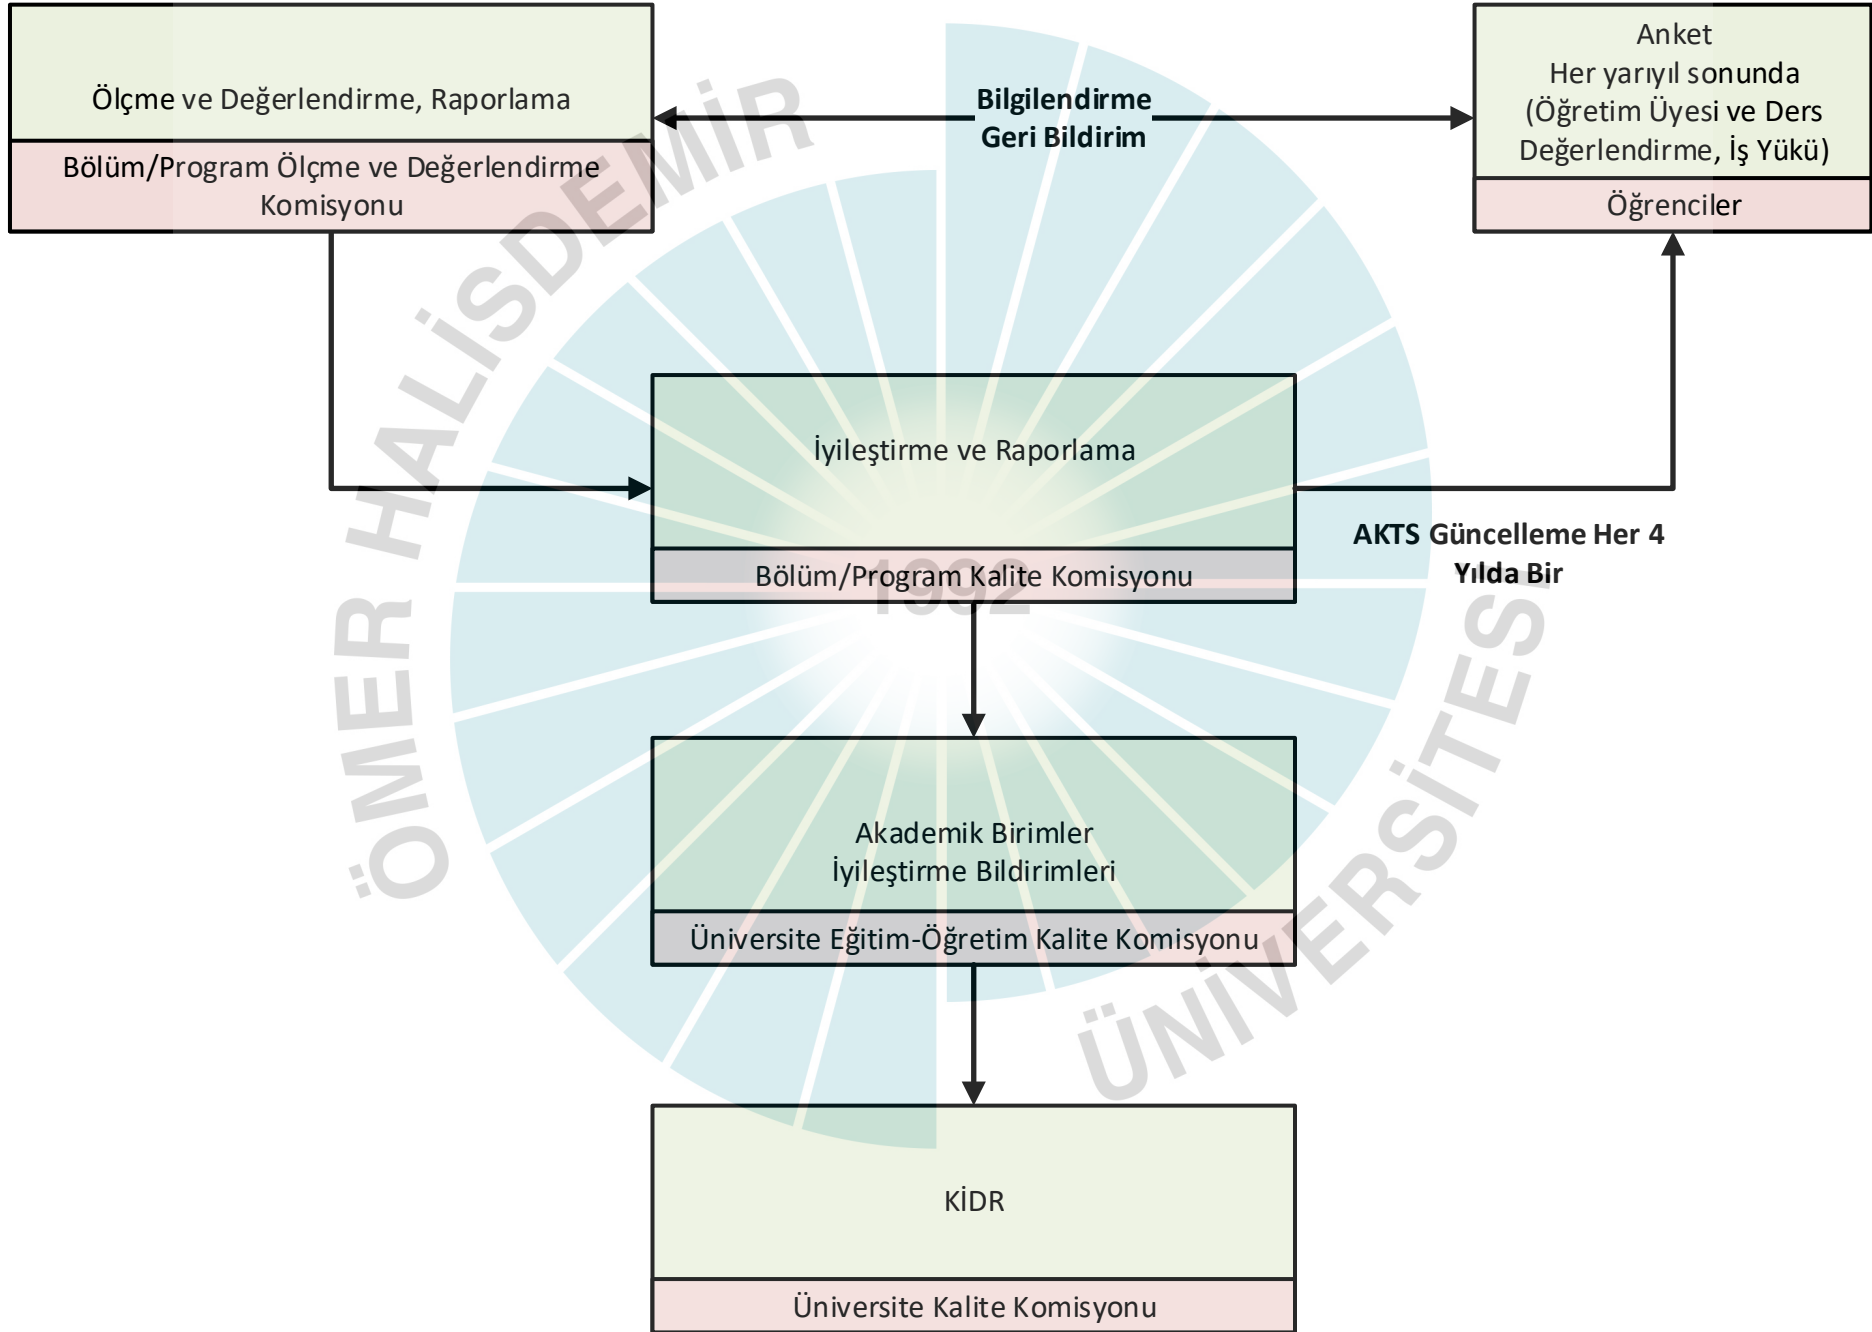 Ölçme ve Değerlendirme, Raporlama
Bölüm/Program Ölçme ve Değerlendirme
Komisyonu
Bilgilendirme
Geri Bildirim
Anket
Her yarıyıl sonunda
(Öğretim Üyesi ve Ders
Değerlendirme, İş Yükü)
Öğrenciler
İyileştirme ve Raporlama
Bölüm/Program Kalite Komisyonu
AKTS Güncelleme Her 4
Yılda Bir
Akademik Birimler
İyileştirme Bildirimleri
Üniversite Eğitim-Öğretim Kalite Komisyonu
KİDR
Üniversite Kalite Komisyonu
ÖMER HALİSDEMİR
ÜNİVERSİTESİ
1992